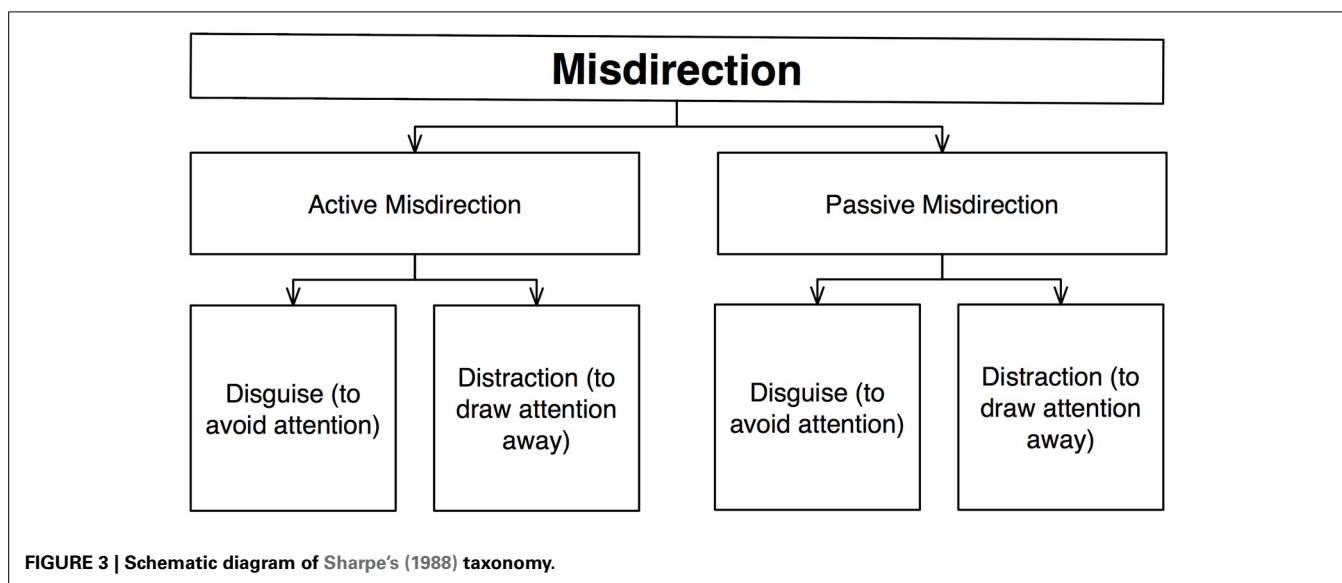 Misdirection
Active Misdirection
Passive Misdirection
Disguise (to
avoid attention)
Distraction (to
draw attention
away)
Disguise (to
avoid attention)
Distraction (to
draw attention
away)
FIGURE 3 | Schematic diagram of Sharpe's (1988) taxonomy.